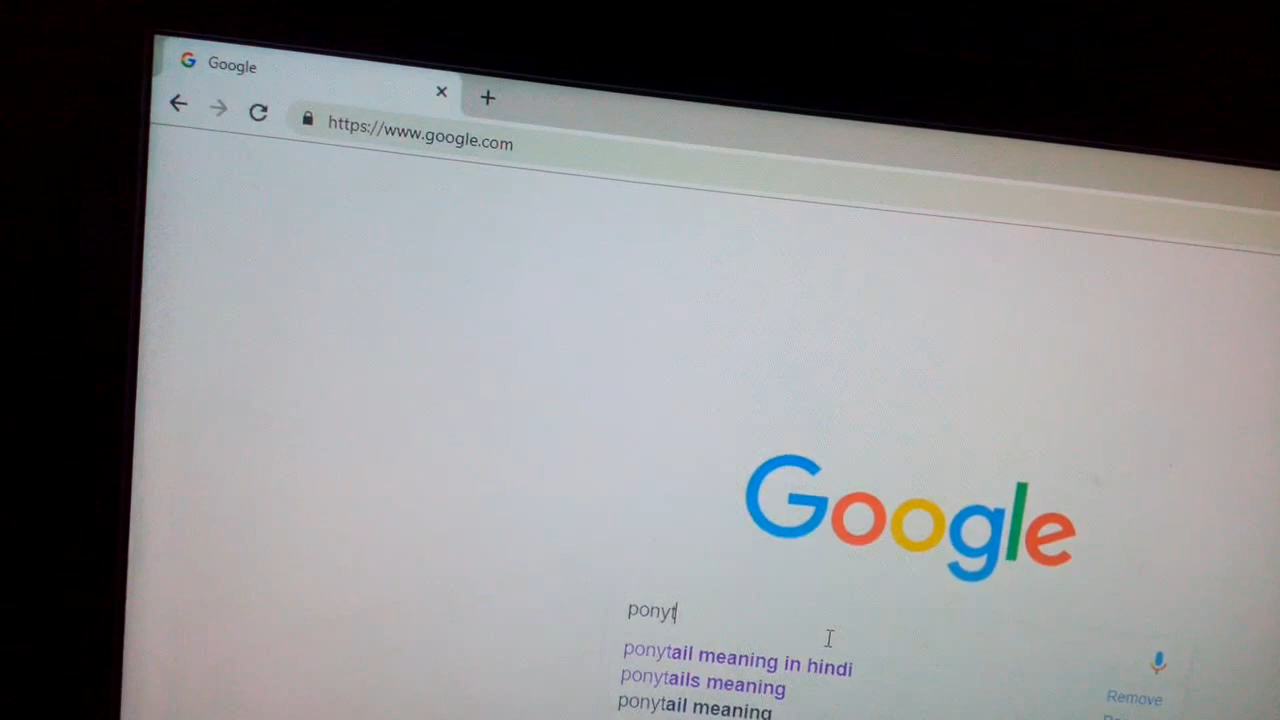 Google
https://www.google.com
Google
ponyt
ponytail meaning in hindi
ponytails meaning
Remove
ponytail meaning